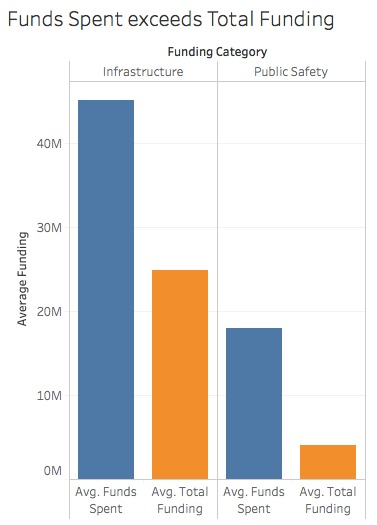 Funds Spent exceeds Total Funding
Funding Category
Infrastructure
Public Safety
Average Funding
40M
30M
20M
10M
0M
Avg. Funds
Spent
Avg. Total
Funding
Avg. Funds
Spent
Avg. Total
Funding